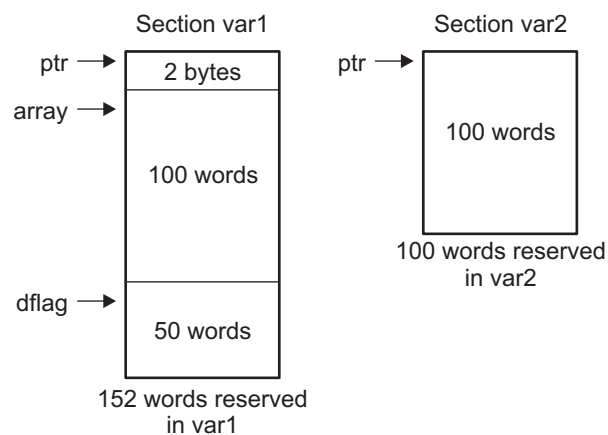 Section var1
ptr
2 bytes
array
100 words
dflag
50 words
152 words reserved
in var1
Section var2
ptr
100 words
100 words reserved
in var2